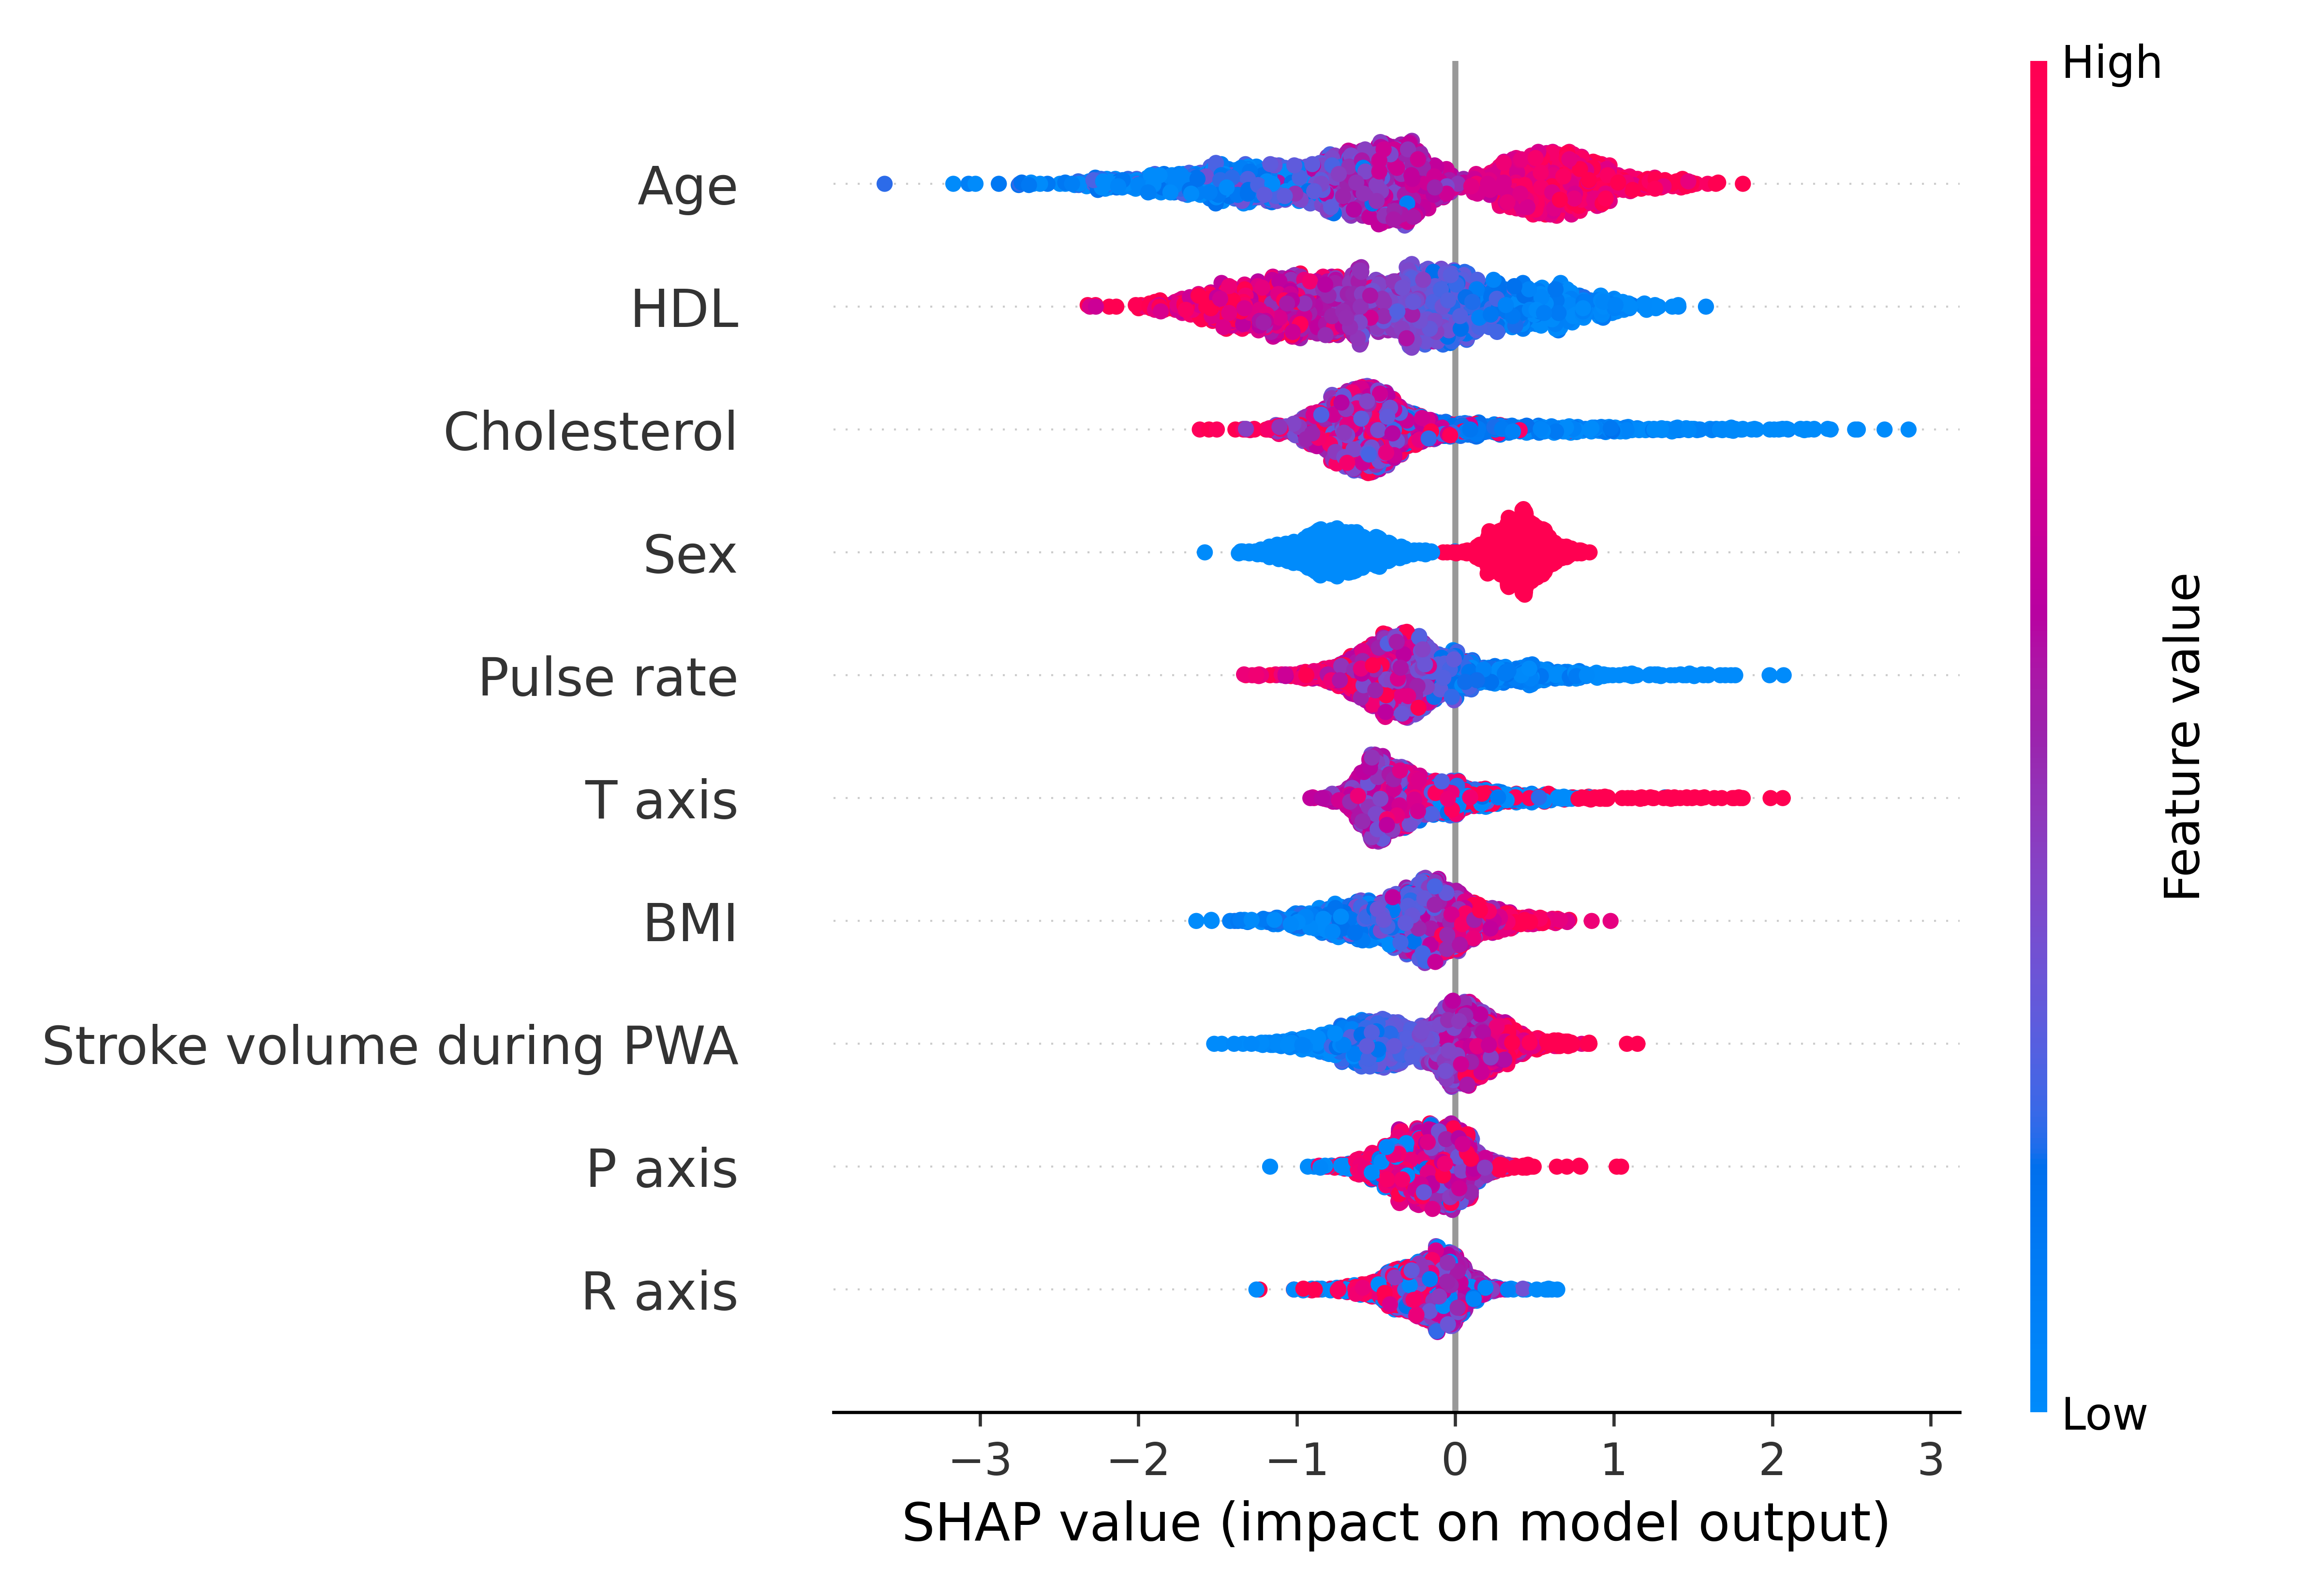 High
Age
HDL
Cholesterol
Sex
Pulse rate
T axis
BMI
Stroke volume during PWA
P axis
R axis
Feature value
Low
−3 −2 −1 0 1 2 3
SHAP value (impact on model output)